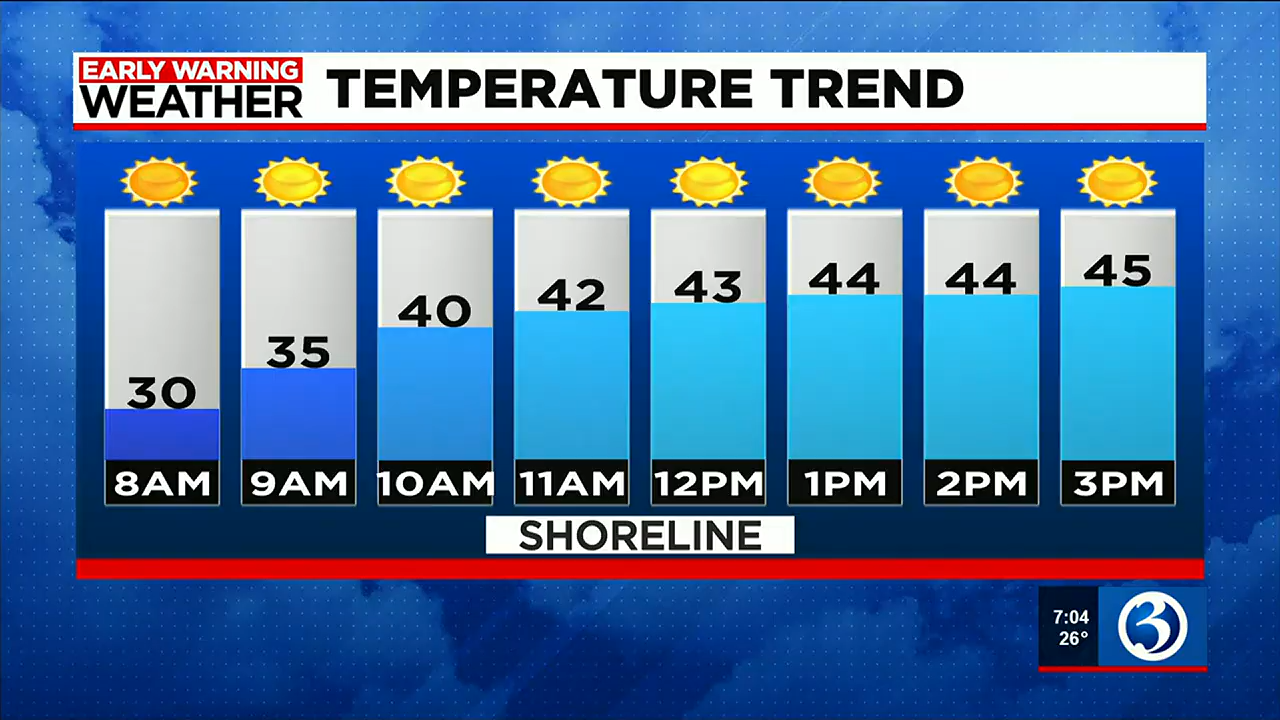 EARLY WARNING
WEATHER
TEMPERATURE TREND
30 35 40 42 43 44 44 45
8AM 9AM 10AM 11AM 12PM 1PM 2PM 3PM
SHORELINE
7:04
26°
3